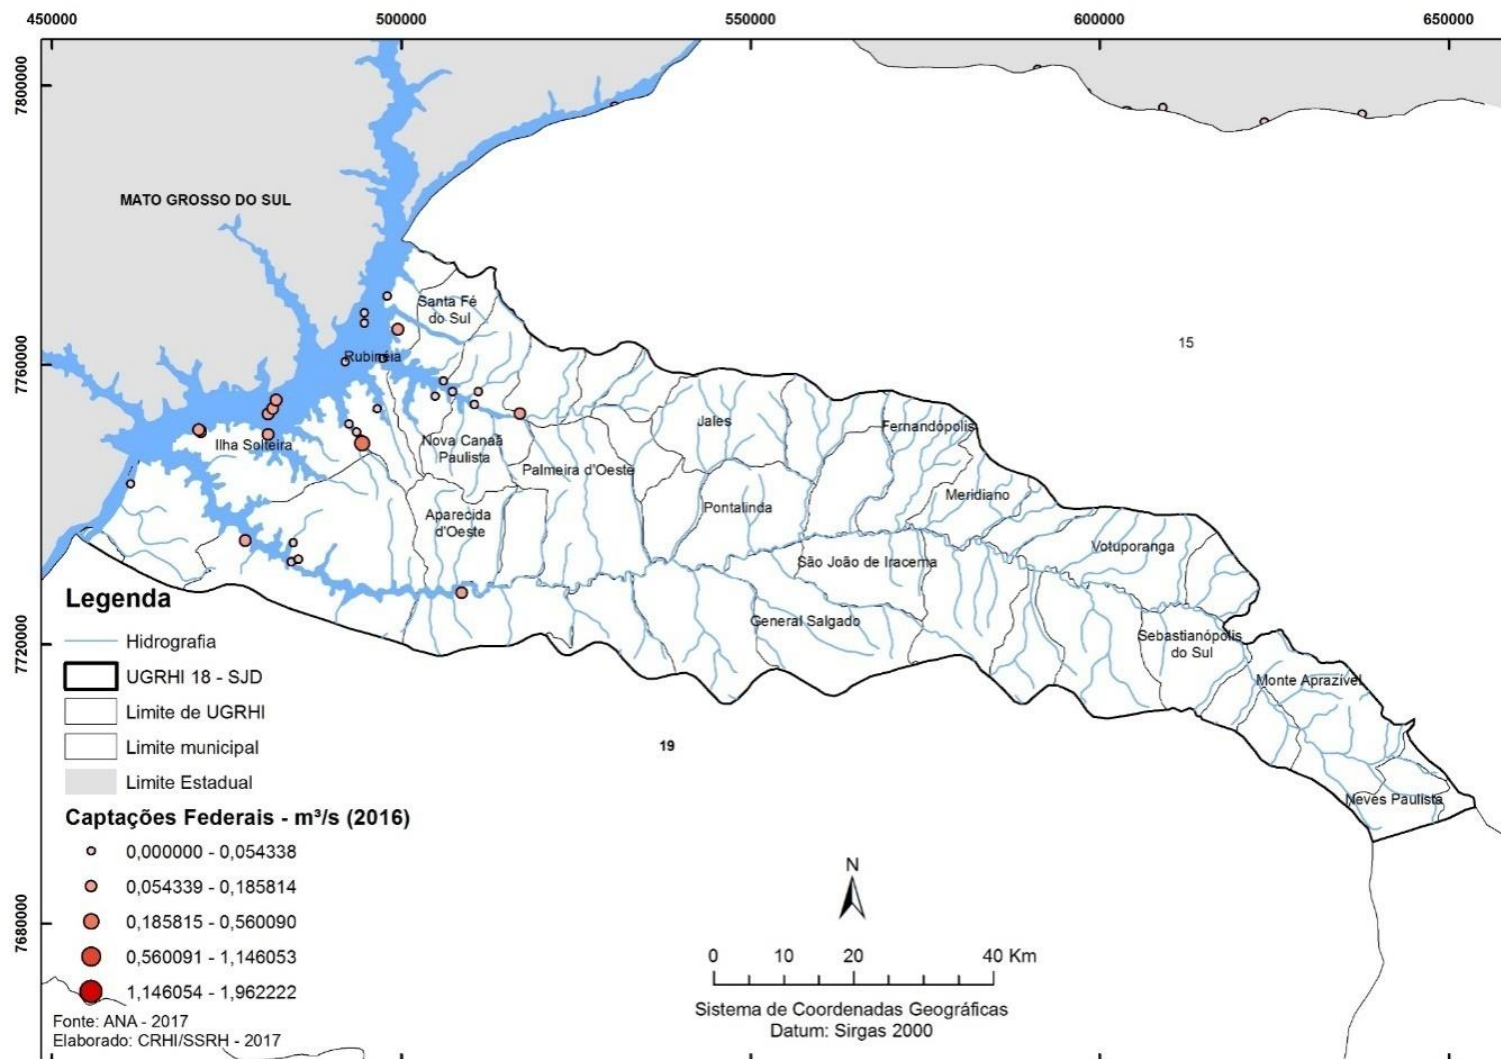 450000
500000
550000
600000
650000
7800000
MATO GROSSO DO SUL
Santa Fé
do Sul
15
7760000
Rubinéia
Jales
Fernandópolis
Ilha Solteira
Nova Canaã
Paulista
Palmeira d'Oeste
Meridiano
Pontalinda
Aparecida
d'Oeste
Votuporanga
São João de Iracema
General Salgado
Sebastianópolis
do Sul
Monte Aprazível
Neves Paulista
19
7720000
7680000
Legenda
Hidrografia
UGRHI 18 - SJD
Limite de UGRHI
Limite municipal
Limite Estadual
Captações Federais - m³/s (2016)
0,000000 - 0,054338
0,054339 - 0,185814
0,185815 - 0,560090
0,560091 - 1,146053
1,146054 - 1,962222
Fonte: ANA - 2017
Elaborado: CRHI/SSRH - 2017
N
0 10 20 40 Km
Sistema de Coordenadas Geográficas
Datum: Sirgas 2000